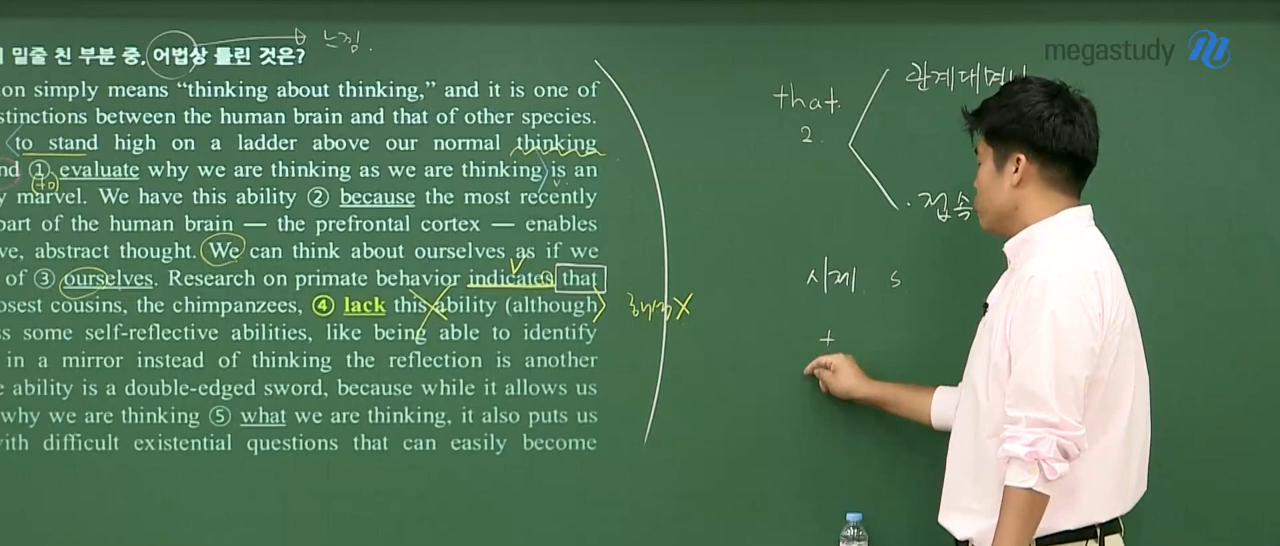 밑줄 친 부분 중, 어법상 틀린 것은?
느낌.
megastudy
on simply means “thinking about thinking,” and it is one of
stinctions between the human brain and that of other species.
to stand high on a ladder above our normal thinking
nd ① evaluate why we are thinking as we are thinking is an
y marvel. We have this ability ② because the most recently
part of the human brain — the prefrontal cortex — enables
ve, abstract thought. We can think about ourselves as if we
of ③ ourselves. Research on primate behavior indicates that
osest cousins, the chimpanzees, ④ lack this ability (although
ss some self-reflective abilities, like being able to identify
in a mirror instead of thinking the reflection is another
e ability is a double-edged sword, because while it allows us
why we are thinking ⑤ what we are thinking, it also puts us
with difficult existential questions that can easily become
that.
2.
관계대명
접속
시제 s
+
to
X